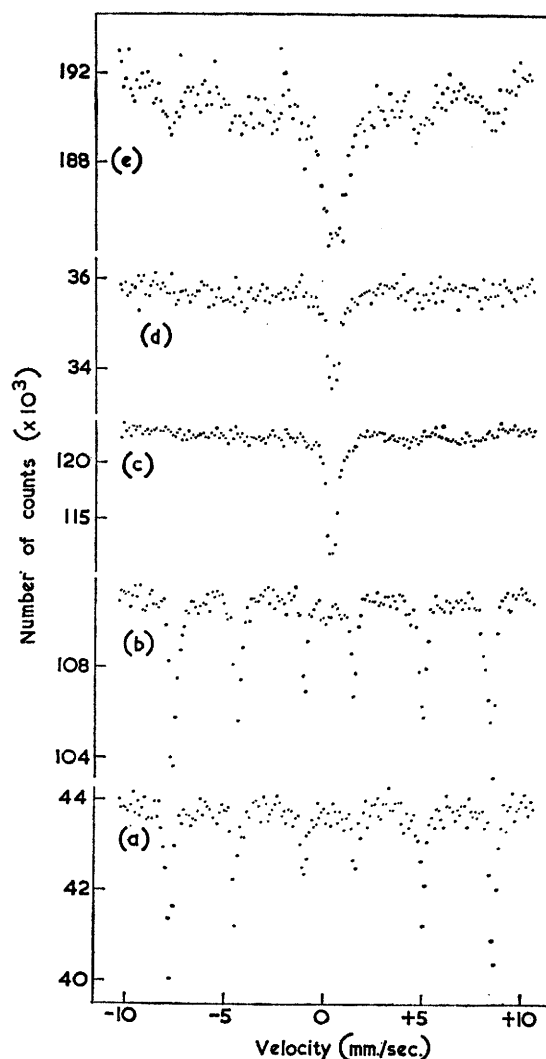 192
188
(e)
36
(d)
34
120
(c)
115
(b)
108
104
44
(a)
42
40
Number of counts (x10³)
-10 -5 0 +5 +10
Velocity (mm./sec.)